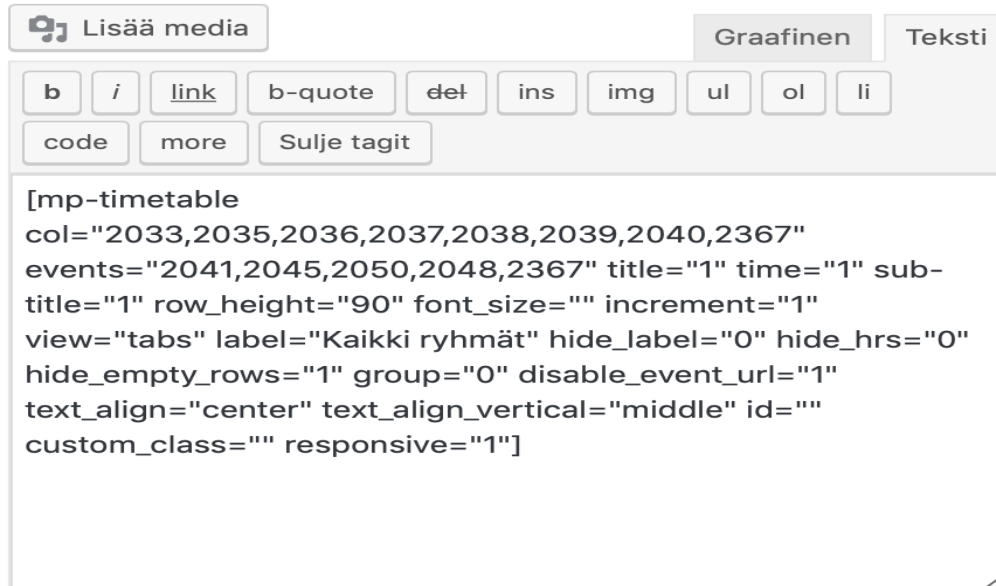 Lisää media
Graafinen Teksti
b i link b-quote del ins img ul ol li
code more Sulje tagit
[mp-timetable
col="2033,2035,2036,2037,2038,2039,2040,2367"
events="2041,2045,2050,2048,2367" title="1" time="1" sub-
title="1" row_height="90" font_size="" increment="1"
view="tabs" label="Kaikki ryhmät" hide_label="0" hide_hrs="0"
hide_empty_rows="1" group="0" disable_event_url="1"
text_align="center" text_align_vertical="middle" id=""
custom_class="" responsive="1"]